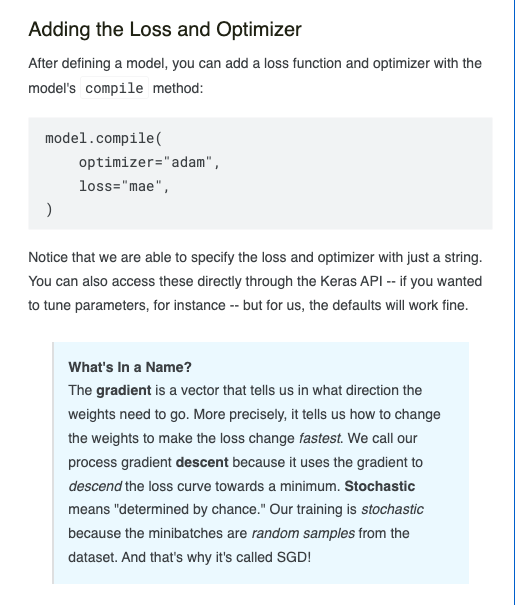 Adding the Loss and Optimizer
After defining a model, you can add a loss function and optimizer with the
model's compile method:
model.compile(
    optimizer="adam",
    loss="mae",
)
Notice that we are able to specify the loss and optimizer with just a string.
You can also access these directly through the Keras API -- if you wanted
to tune parameters, for instance -- but for us, the defaults will work fine.
What's In a Name?
The gradient is a vector that tells us in what direction the
weights need to go. More precisely, it tells us how to change
the weights to make the loss change fastest. We call our
process gradient descent because it uses the gradient to
descend the loss curve towards a minimum. Stochastic
means "determined by chance." Our training is stochastic
because the minibatches are random samples from the
dataset. And that's why it's called SGD!